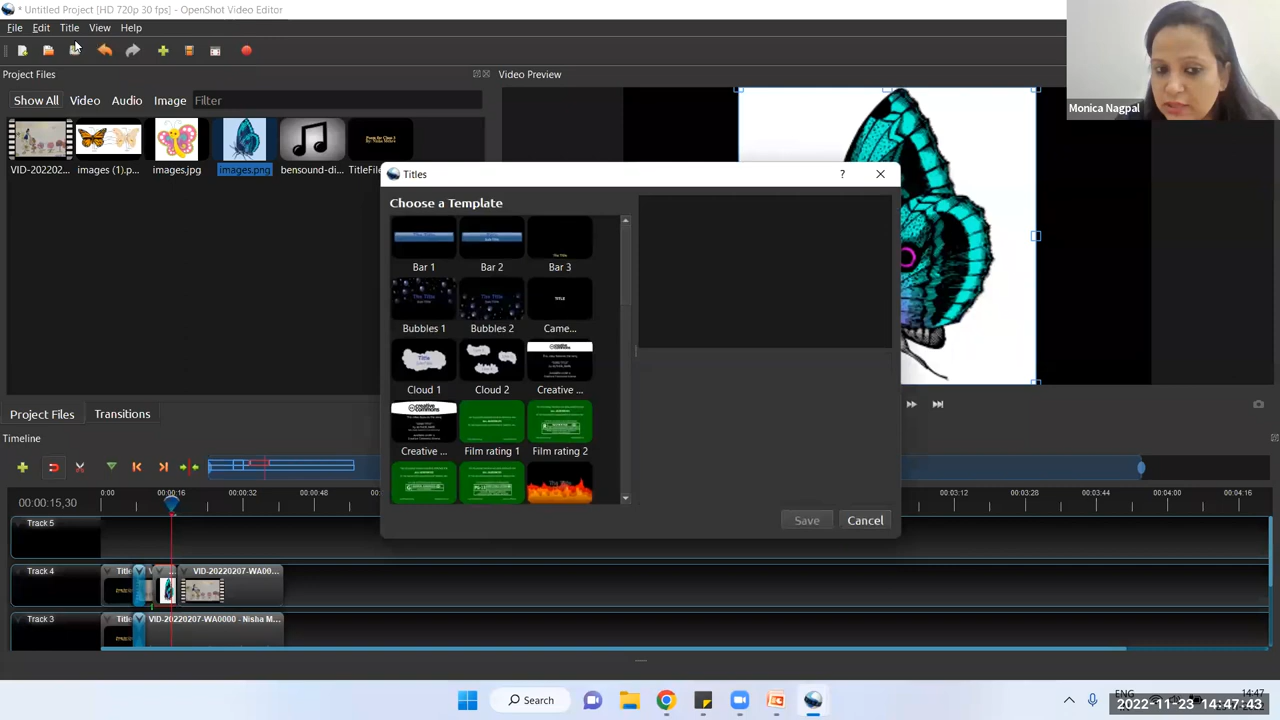 * Untitled Project [HD 720p 30 fps] - OpenShot Video Editor
File Edit Title View Help
Project Files
Video Preview
Monica Nagpal
Show All Video Audio Image Filter
VID-202202... images (1).p... images.jpg images.png bensound-di... TitleFile
Titles
?
Choose a Template
Bar 1 Bar 2 Bar 3
Bubbles 1 Bubbles 2 Came...
Cloud 1 Cloud 2 Creative ...
Creative ... Film rating 1 Film rating 2
Save Cancel
Project Files Transitions
Timeline
00:00:15,30
0:00 00:00:16 00:00:32 00:00:48 00:03:12 00:03:28 00:03:44 00:04:00 00:04:16
Track 5
Track 4
VID-20220207-WA00...
Track 3
VID-20220207-WA0000 - Nisha M...
Search
ENG
14:47
2022-11-23 14:47:43